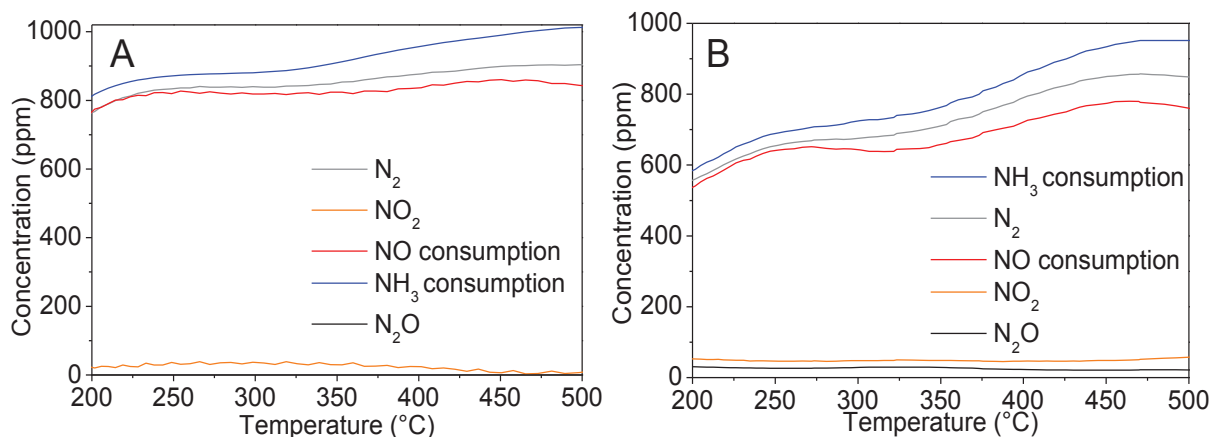 A
1000
800
600
400
200
0
Concentration (ppm)
N₂
NO₂
NO consumption
NH₃ consumption
N₂O
200 250 300 350 400 450 500
Temperature (°C)
B
1000
800
600
400
200
0
Concentration (ppm)
NH₃ consumption
N₂
NO consumption
NO₂
N₂O
200 250 300 350 400 450 500
Temperature (°C)